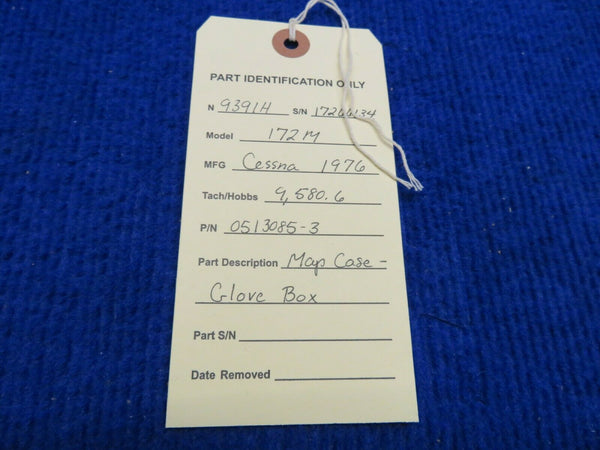 PART IDENTIFICATION ONLY
N 9391H S/N 17266134
Model 172M
MFG Cessna 1976
Tach/Hobbs 9,580.6
P/N 0513085-3
Part Description Map Case -
Glove Box
Part S/N
Date Removed